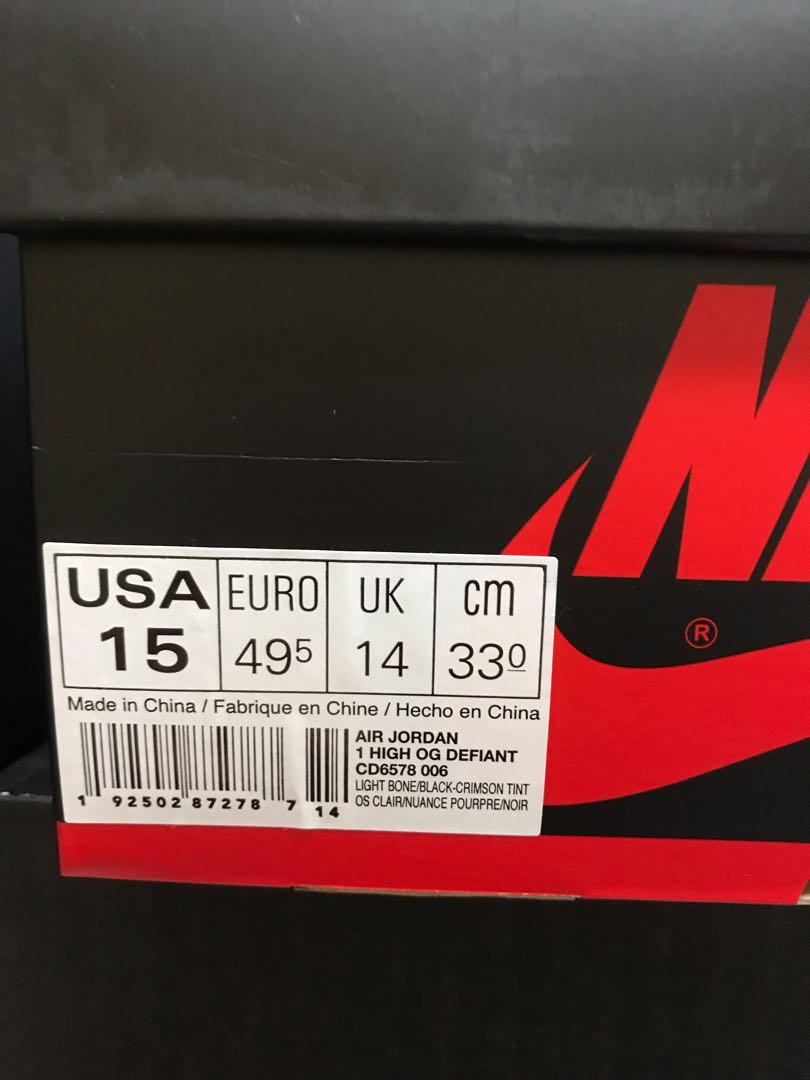 NI
®
USA EURO UK cm
15 49⁵ 14 33⁰
Made in China / Fabrique en Chine / Hecho en China
AIR JORDAN
1 HIGH OG DEFIANT
CD6578 006
LIGHT BONE/BLACK-CRIMSON TINT
OS CLAIR/NUANCE POURPRE/NOIR
1 92502 87278 7 14